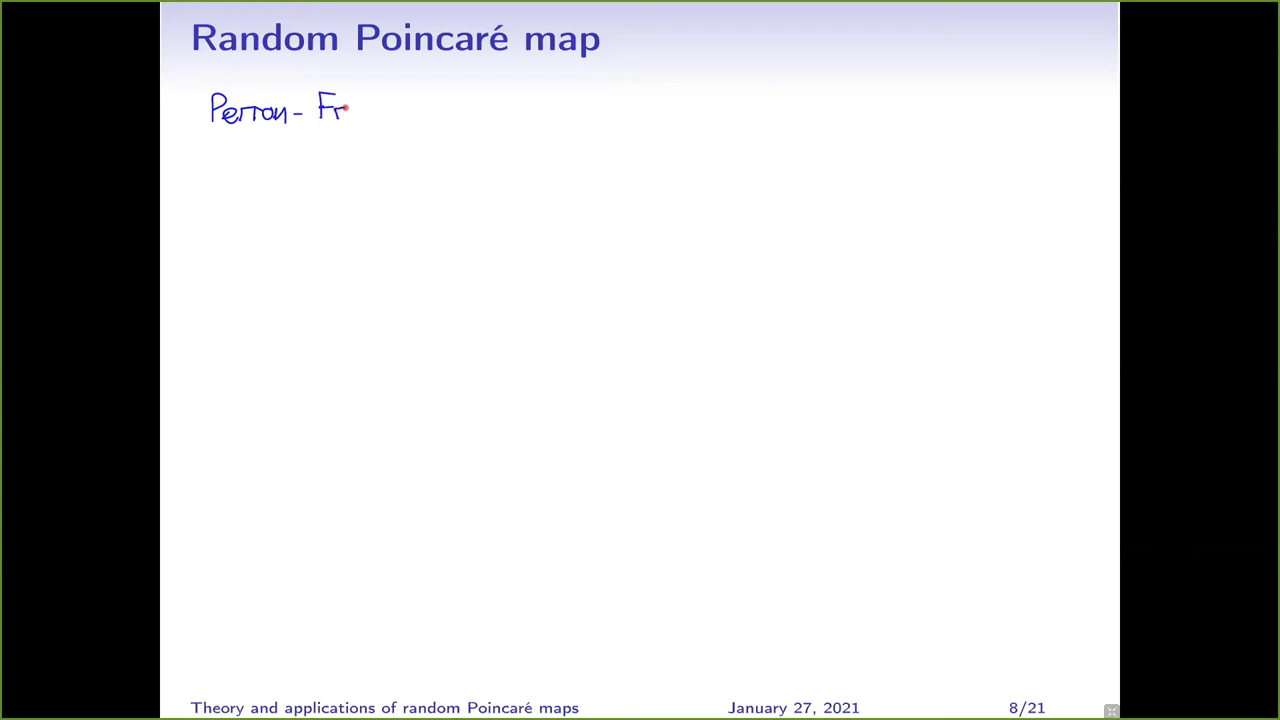 Random Poincaré map
Perron - Fr
Theory and applications of random Poincaré maps January 27, 2021 8/21